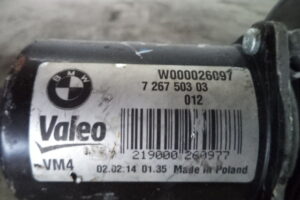 BMW
W000026097
7 267 503 03
012
Valeo
VM4
219000 260977
02.02.14 01.35 Made in Poland